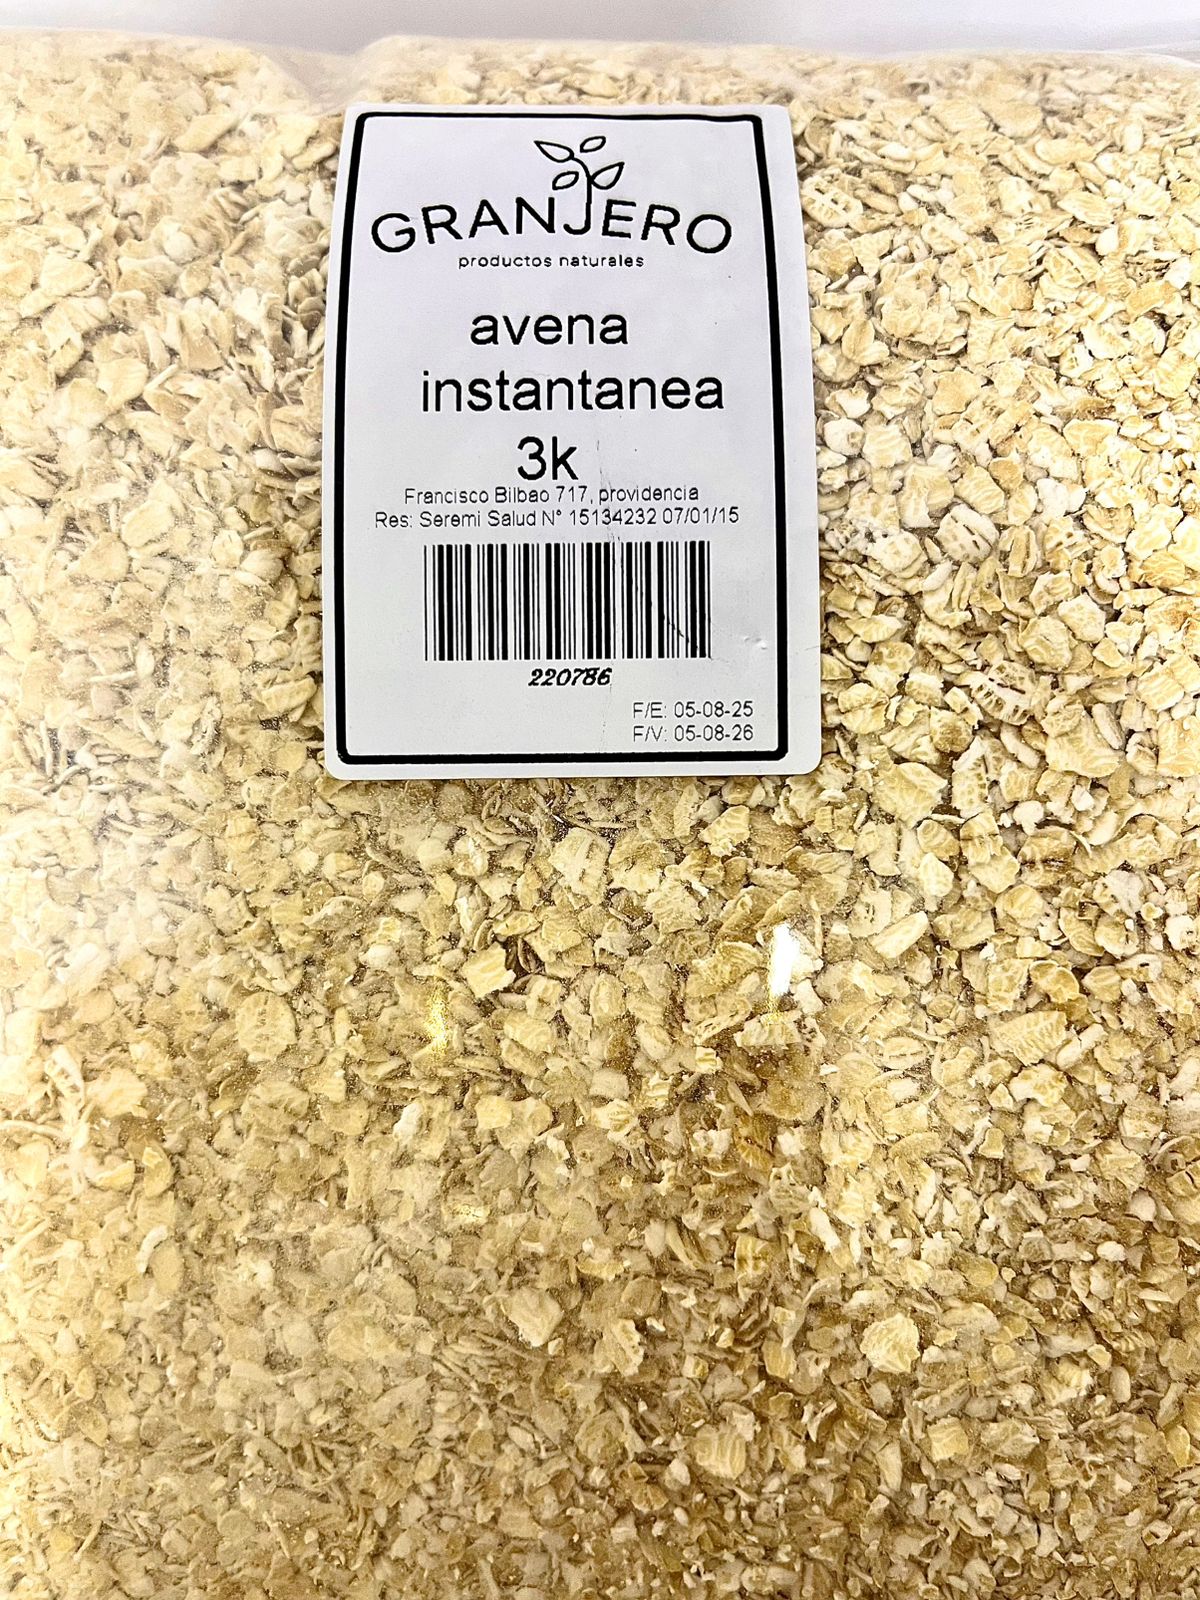 GRANJERO
productos naturales
avena
instantanea
3k
Francisco Bilbao 717, providencia
Res: Seremi Salud N° 15134232 07/01/15
220786
F/E: 05-08-25
F/V: 05-08-26